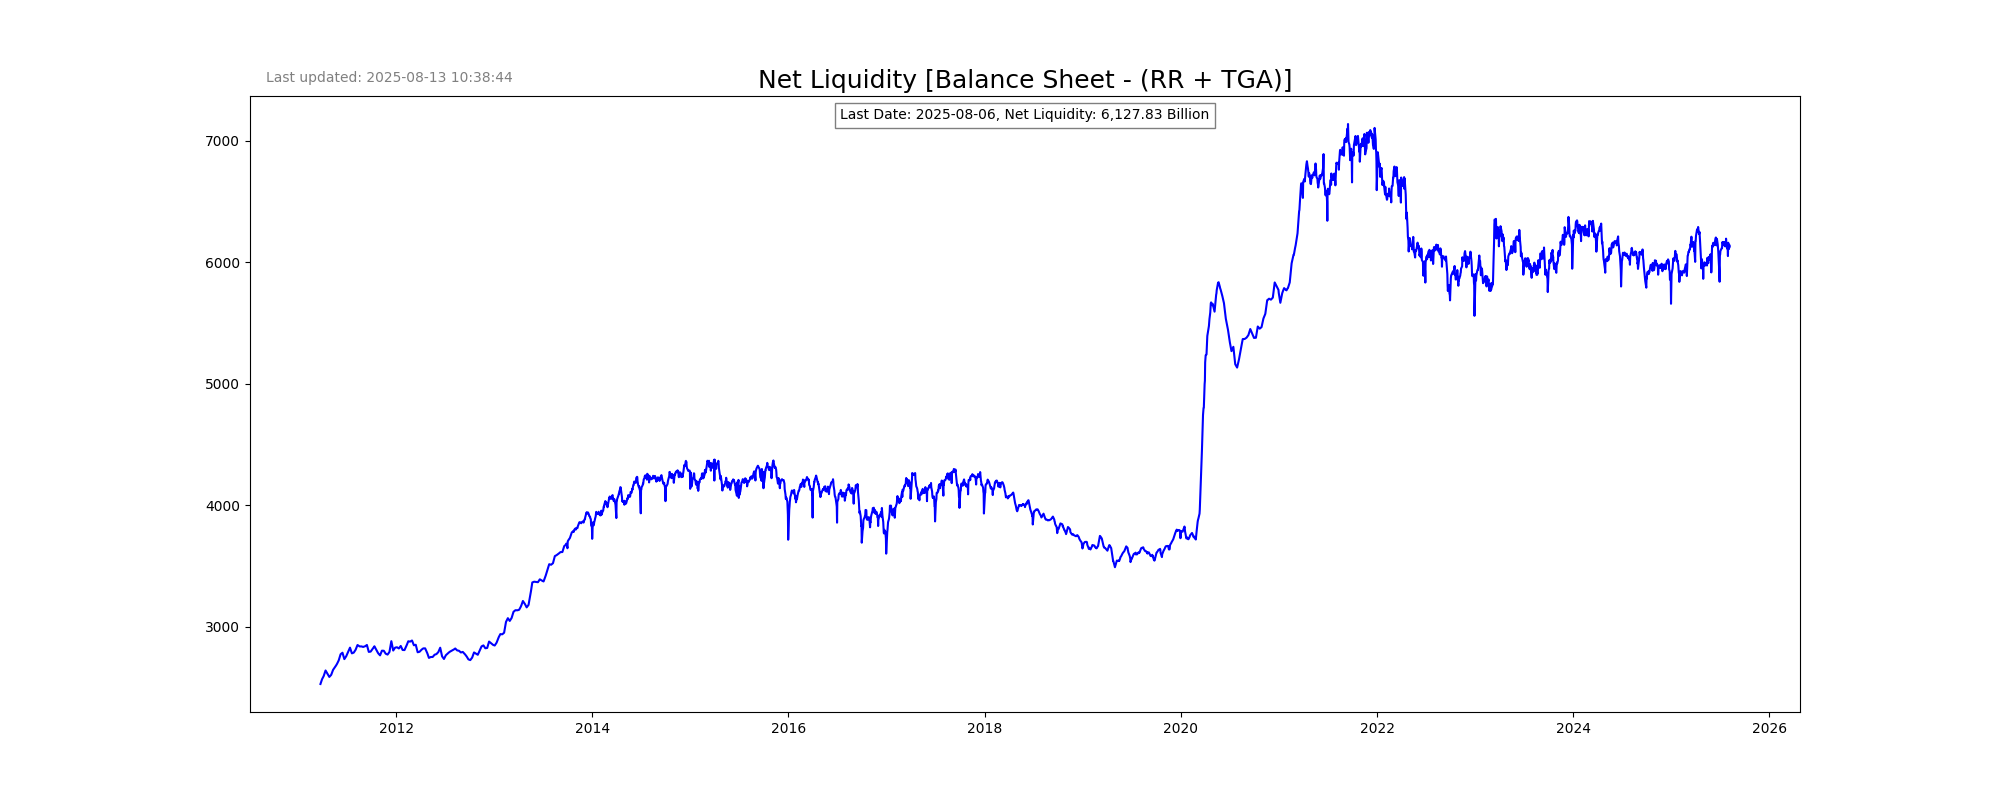 Last updated: 2025-08-13 10:38:44
Net Liquidity [Balance Sheet - (RR + TGA)]
Last Date: 2025-08-06, Net Liquidity: 6,127.83 Billion
7000
6000
5000
4000
3000
2012 2014 2016 2018 2020 2022 2024 2026